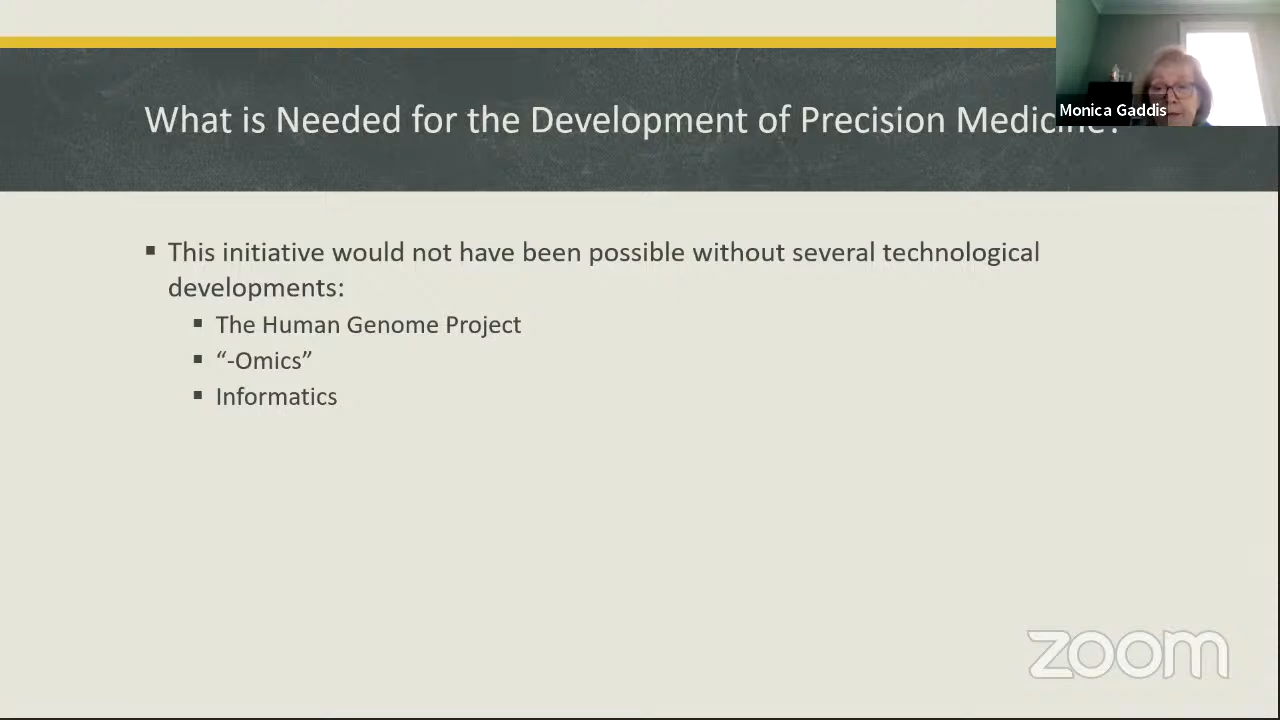 What is Needed for the Development of Precision Medicine?
Monica Gaddis
▪ This initiative would not have been possible without several technological
developments:
▪ The Human Genome Project
▪ “-Omics”
▪ Informatics
zoom